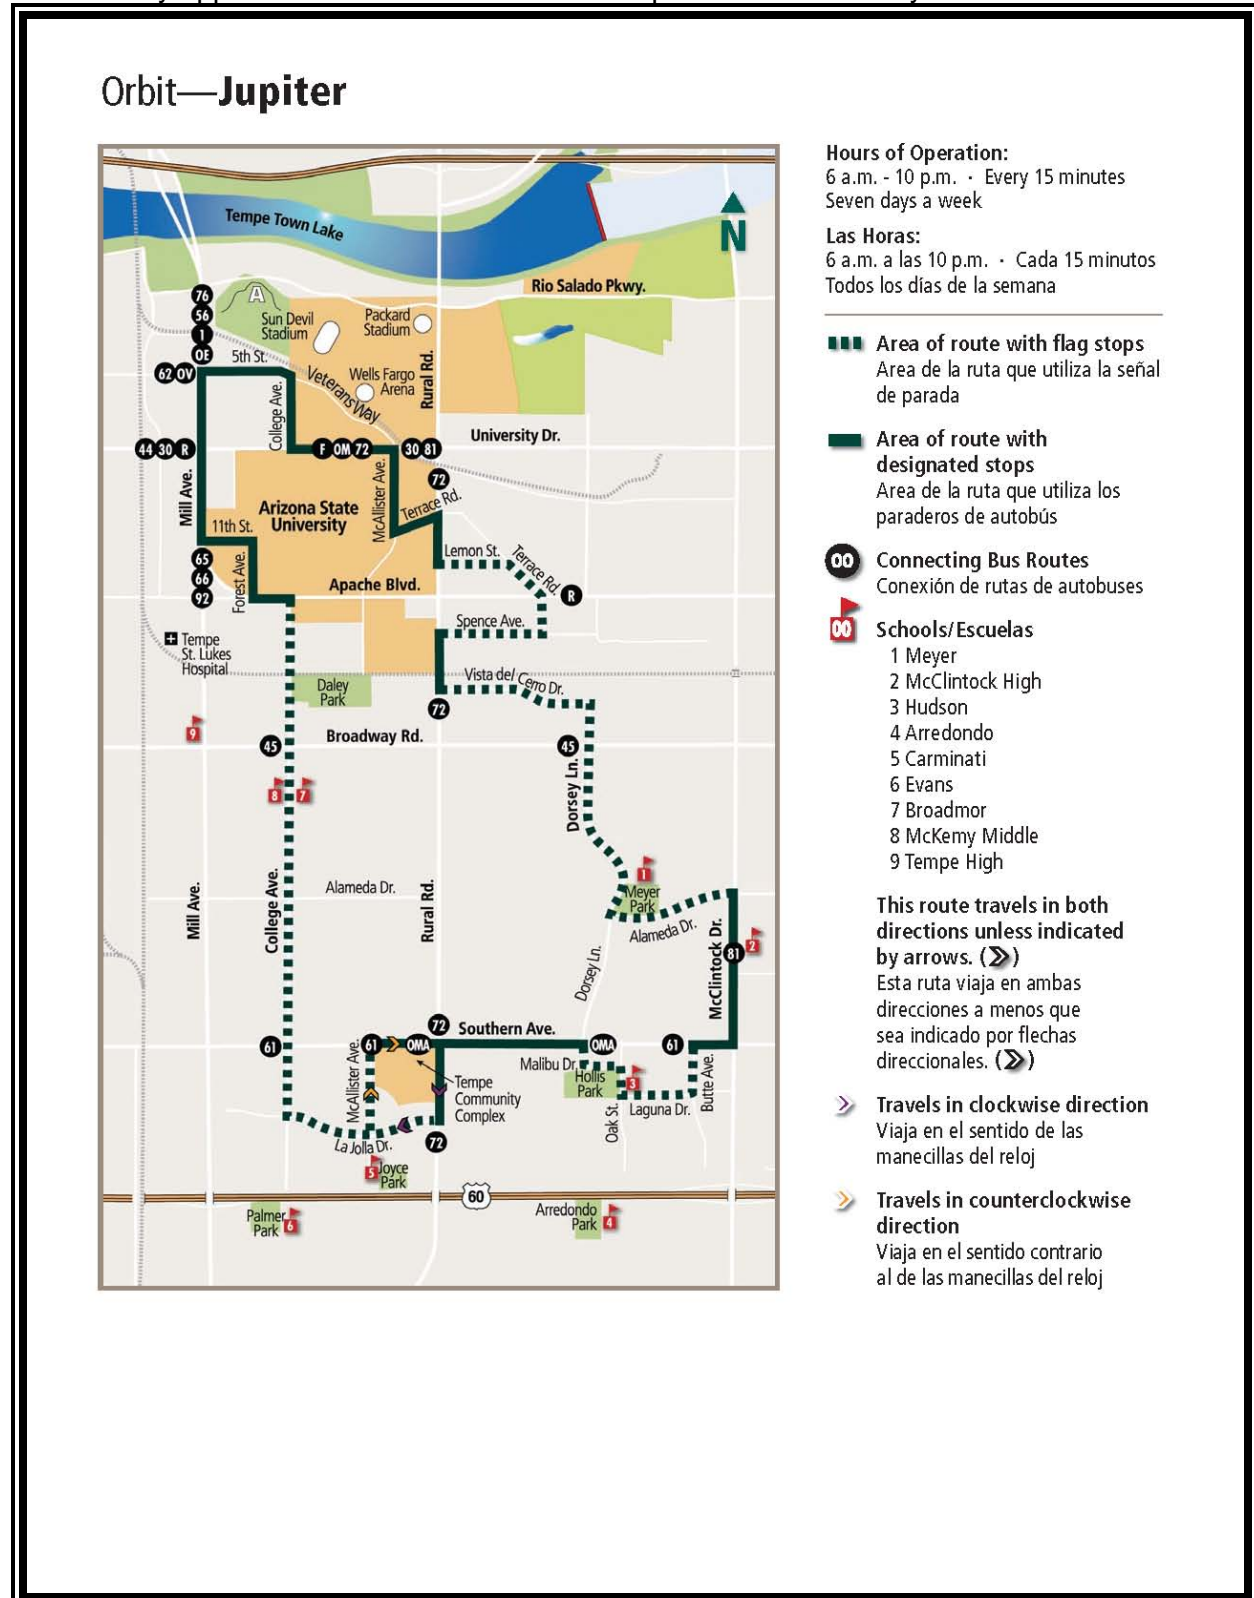 Orbit—Jupiter
Tempe Town Lake
N
Rio Salado Pkwy.
76
56
1
OE
A
Sun Devil
Stadium
Packard
Stadium
5th St.
62 OV
Veterans Way
Wells Fargo
Arena
Rural Rd.
College Ave.
University Dr.
44 30 R
F OM 72
30 81
72
Mill Ave.
McAllister Ave.
Terrace Rd.
Arizona State
University
11th St.
Lemon St.
Terrace Rd.
65
66
92
Forest Ave.
Apache Blvd.
R
Spence Ave.
Tempe
St. Lukes
Hospital
Vista del Cerro Dr.
Daley
Park
72
9
Broadway Rd.
45
45
8
7
Dorsey Ln.
1
Meyer
Park
Alameda Dr.
Mill Ave.
College Ave.
Rural Rd.
Alameda Dr.
2
81
McClintock Dr.
Dorsey Ln.
72
Southern Ave.
61
61
OMA
OMA
61
McAllister Ave.
Malibu Dr.
Hollis
Park
3
Butte Ave.
Tempe
Community
Complex
Oak St.
Laguna Dr.
La Jolla Dr.
72
5
Joyce
Park
60
Palmer
Park
6
Arredondo
Park
4
Hours of Operation:
6 a.m. - 10 p.m. · Every 15 minutes
Seven days a week
Las Horas:
6 a.m. a las 10 p.m. · Cada 15 minutos
Todos los días de la semana
Area of route with flag stops
Area de la ruta que utiliza la señal
de parada
Area of route with
designated stops
Area de la ruta que utiliza los
paraderos de autobús
00
Connecting Bus Routes
Conexión de rutas de autobuses
00
Schools/Escuelas
1 Meyer
2 McClintock High
3 Hudson
4 Arredondo
5 Carminati
6 Evans
7 Broadmor
8 McKemy Middle
9 Tempe High
This route travels in both
directions unless indicated
by arrows. (≫)
Esta ruta viaja en ambas
direcciones a menos que
sea indicado por flechas
direccionales. (≫)
Travels in clockwise direction
Viaja en el sentido de las
manecillas del reloj
Travels in counterclockwise
direction
Viaja en el sentido contrario
al de las manecillas del reloj